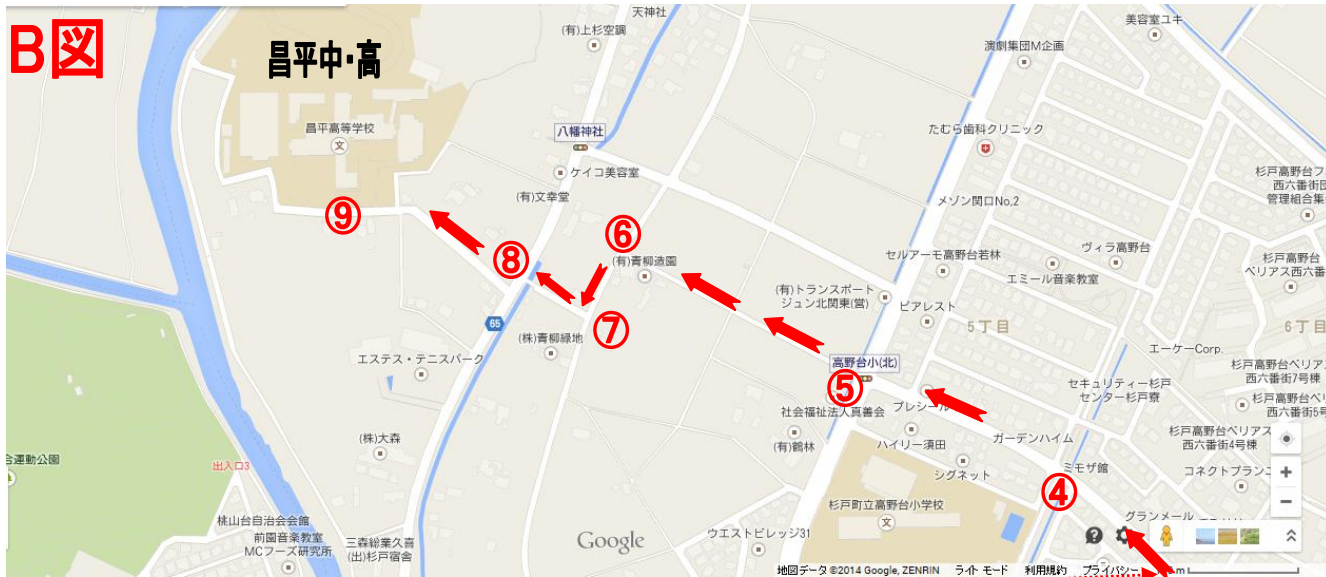 B図
昌平中・高
天神社
(有)上杉空調
美容室ユキ
演劇集団M企画
昌平高等学校
文
八幡神社
たむら歯科クリニック
ケイコ美容室
(有)文幸堂
メゾン関口No,2
杉戸高野台フ
西六番街団
管理組合集
⑨
⑥
⑧
(有)青柳造園
セルアーモ高野台若林
ヴィラ高野台
エミール音楽教室
杉戸高野台
ベリアス西六番
(有)トランスポート
ジュン北関東(営)
ピアレスト
5丁目
6丁目
65
⑦
(株)青柳緑地
エステス・テニスパーク
高野台小(北)
⑤
エーケーCorp.
杉戸高野台ベリア
西六番街7号棟
セキュリティー杉戸
センター杉戸寮
杉戸高野台ベリ
西六番街6号
社会福祉法人真善会
プレシール
(有)鶴林
ハイリー須田
ガーデンハイム
杉戸高野台ベリアス
西六番街4号棟
(株)大森
シグネット
ミモザ館
コネクトプランニ
合運動公園
出入口3
④
杉戸町立高野台小学校
文
グランメール
桃山台自治会会館
前園音楽教室
MCフーズ研究所
三森総業久喜
(出)杉戸宿舎
Google
ウエストビレッジ31
地図データ ©2014 Google, ZENRIN
ライト モード
利用規約
プライバシー